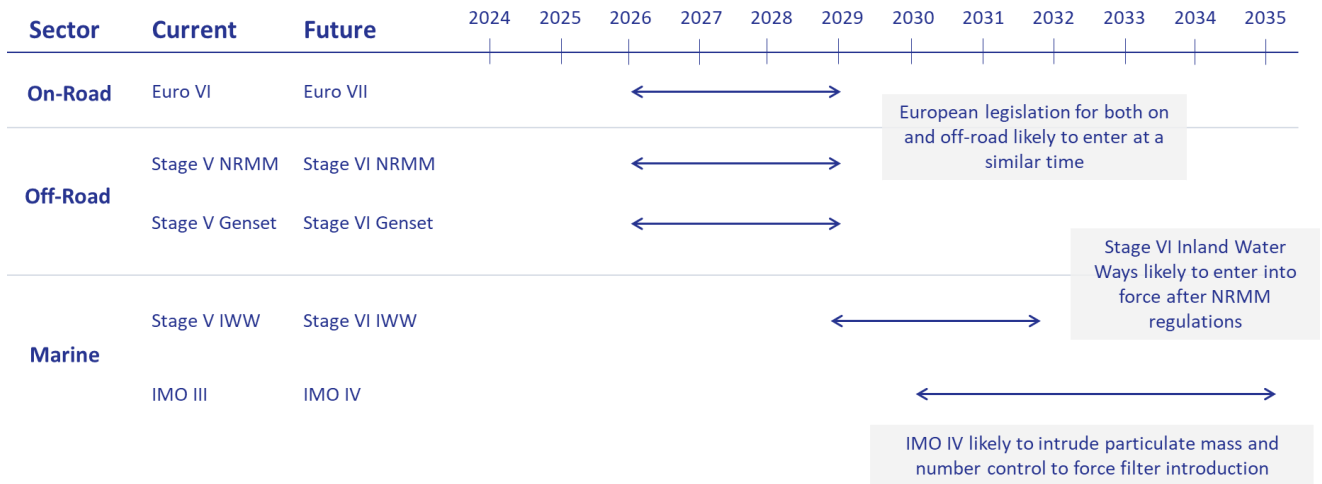 Sector Current Future 2024 2025 2026 2027 2028 2029 2030 2031 2032 2033 2034 2035
On-Road Euro VI Euro VII
European legislation for both on
and off-road likely to enter at a
similar time
Off-Road
Stage V NRMM Stage VI NRMM
Stage V Genset Stage VI Genset
Stage VI Inland Water
Ways likely to enter into
force after NRMM
regulations
Marine
Stage V IWW Stage VI IWW
IMO III IMO IV
IMO IV likely to intrude particulate mass and
number control to force filter introduction